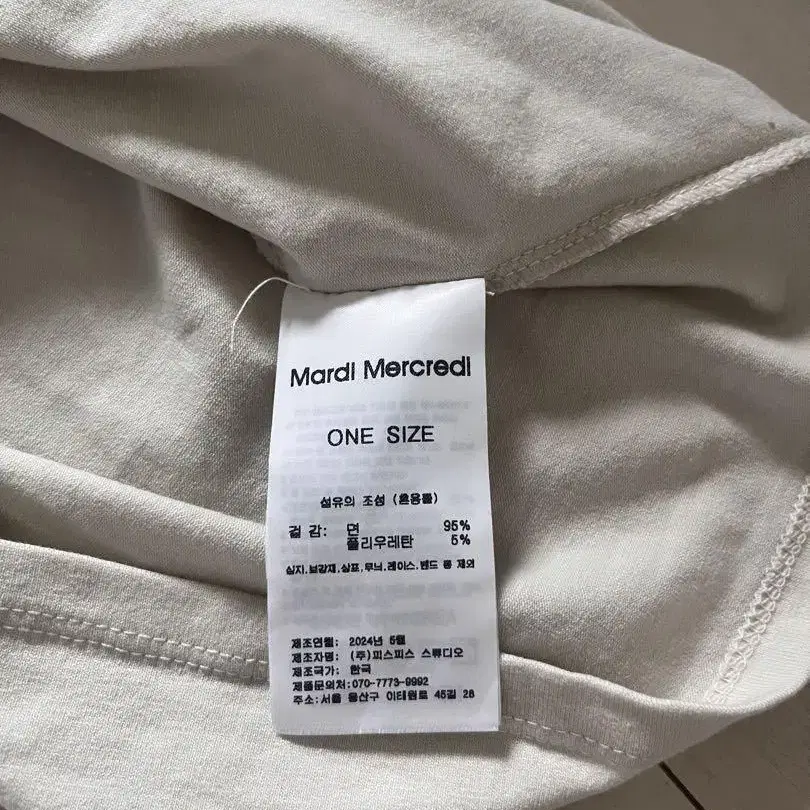 Mardi Mercredi
ONE SIZE
섬유의 조성 (혼용률)
겉 감: 면 95%
폴리우레탄 5%
심지.보강재.상표.무늬.레이스.밴드 등 제외
제조연월: 2024년 5월
제조자명: (주)피스피스 스튜디오
제조국가: 한국
제품문의처:070-7773-9992
주소:서울 용산구 이태원로 45길 28